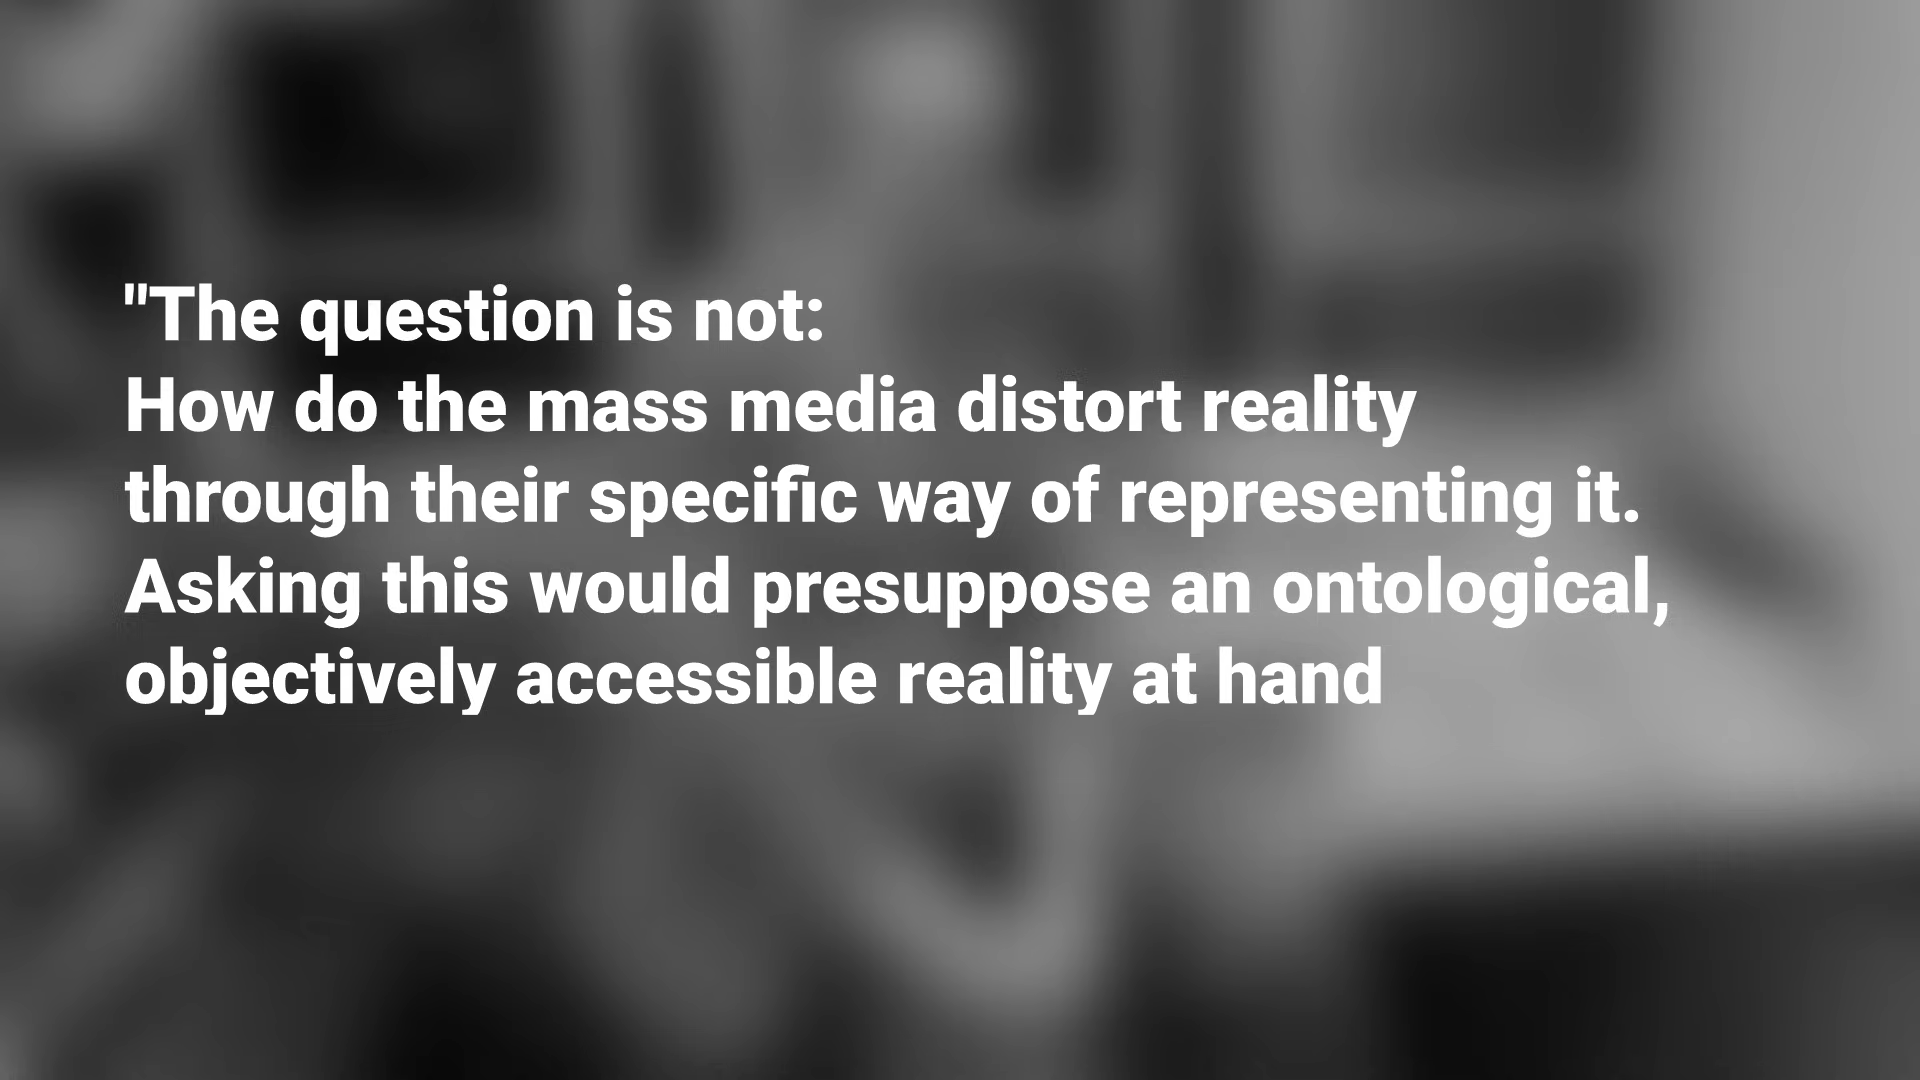 "The question is not:
How do the mass media distort reality
through their specific way of representing it.
Asking this would presuppose an ontological,
objectively accessible reality at hand